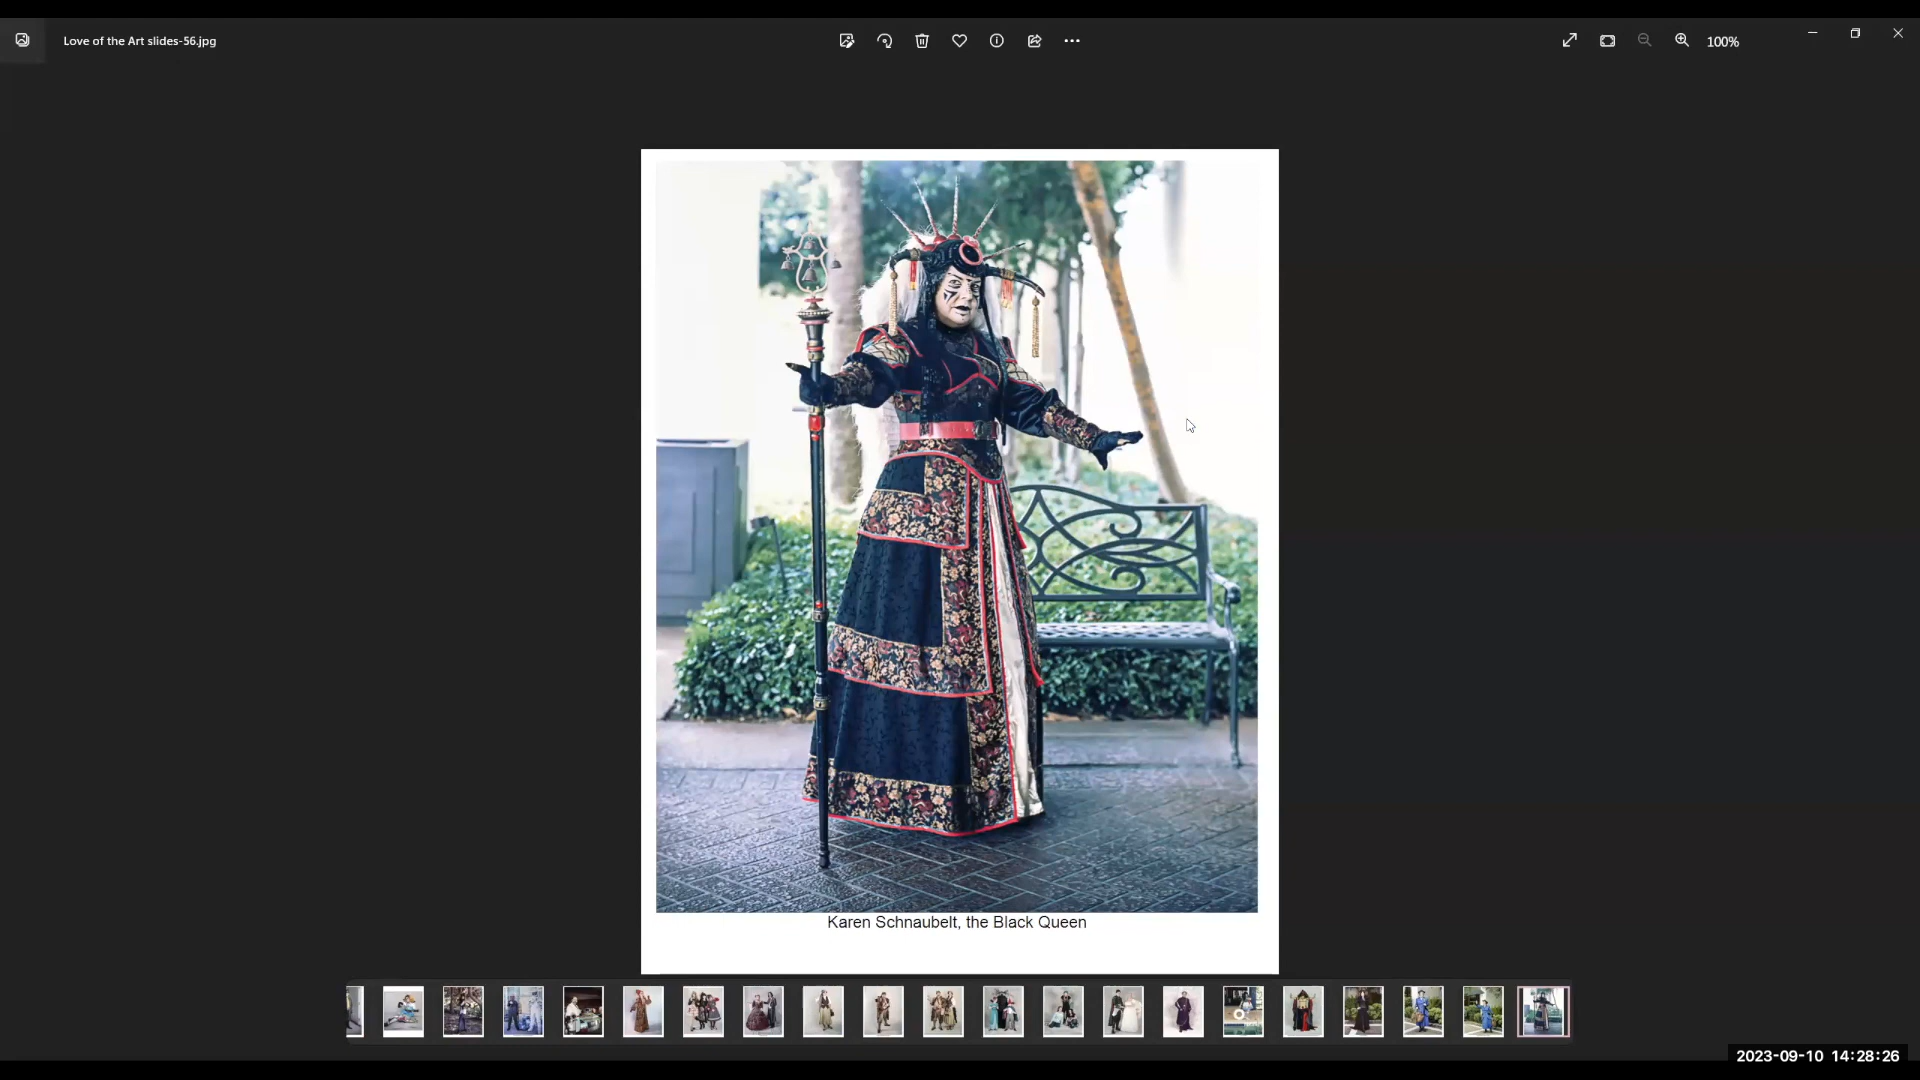 Love of the Art slides-56.jpg
100%
Karen Schnaubelt, the Black Queen
2023-09-10 14:28:26